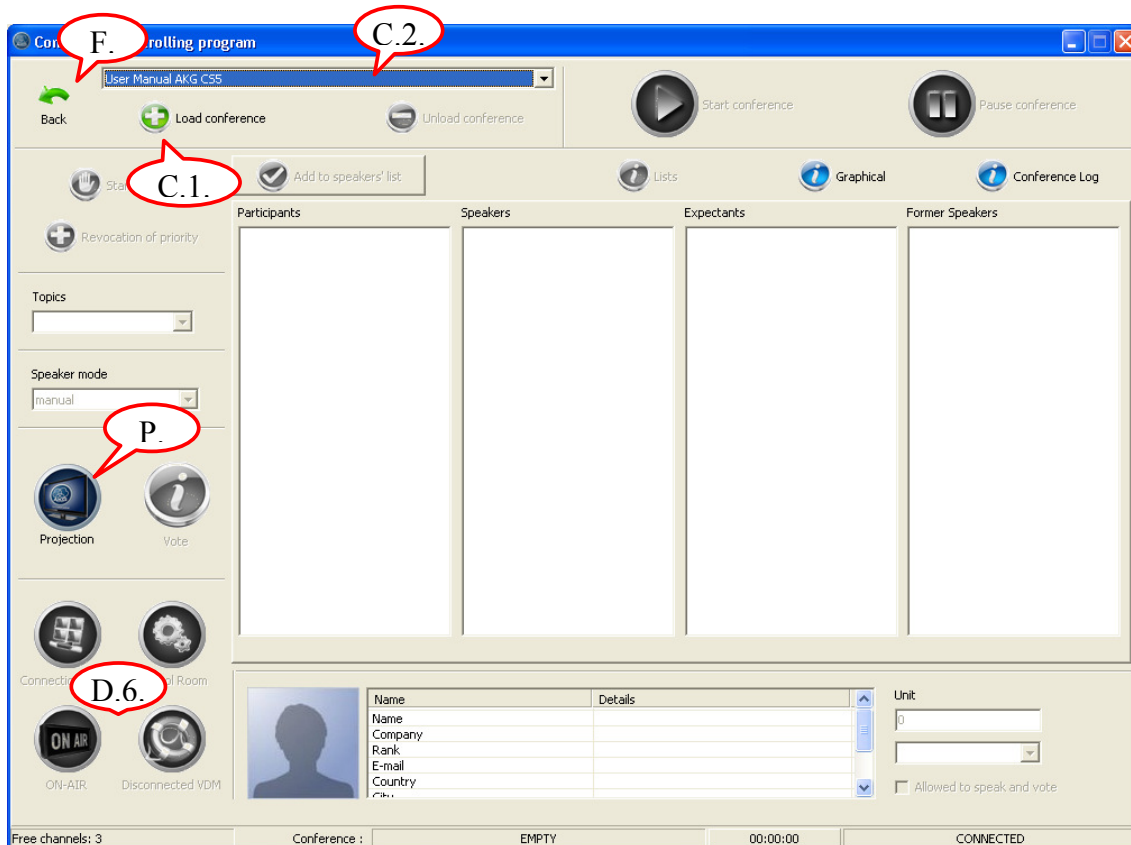 F.
C.2.
rolling program
User Manual AKG CS5
Back
Load conference
Unload conference
Start conference
Pause conference
C.1.
Add to speakers' list
Lists
Graphical
Conference Log
Revocation of priority
Participants
Speakers
Expectants
Former Speakers
Topics
Speaker mode
manual
P.
Projection
Vote
D.6.
Room
ON AIR
ON-AIR
Disconnected VDM
Name
Details
Name
Company
Rank
E-mail
Country
City
Unit
0
Allowed to speak and vote
Free channels: 3
Conference :
EMPTY
00:00:00
CONNECTED